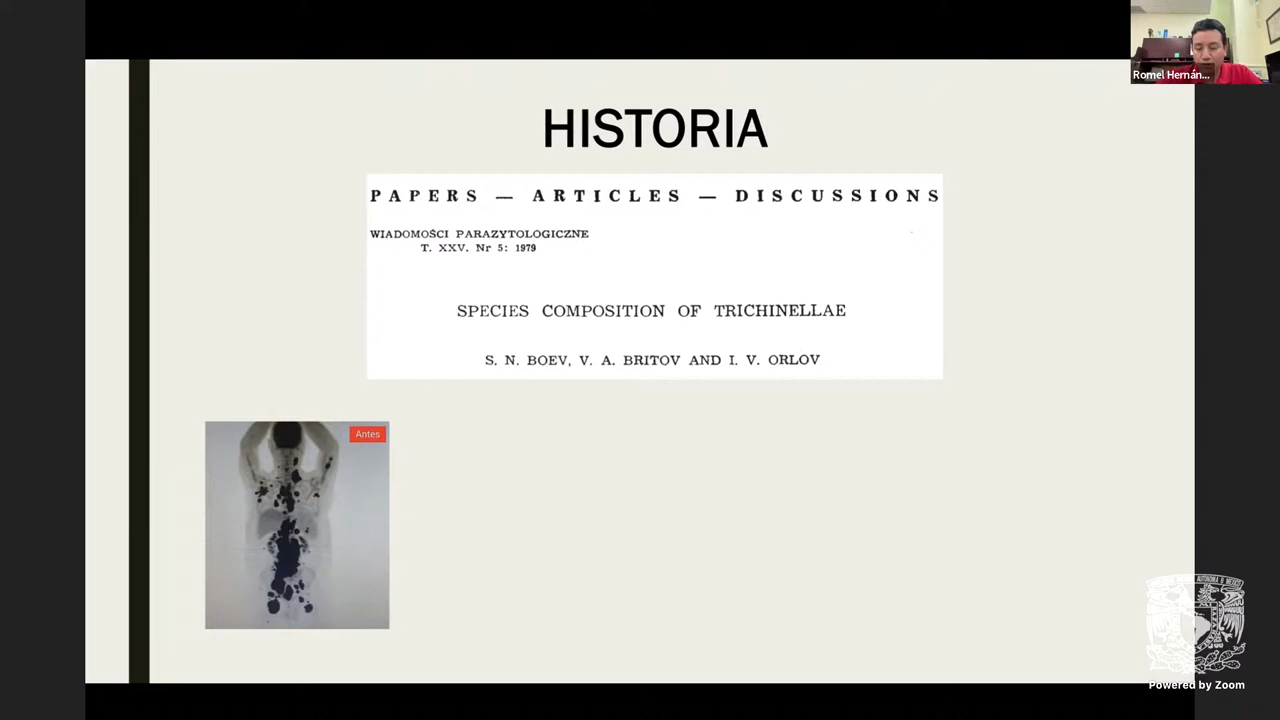 HISTORIA
PAPERS — ARTICLES — DISCUSSIONS
WIADOMOŚCI PARAZYTOLOGICZNE
T. XXV. Nr 5: 1979
SPECIES COMPOSITION OF TRICHINELLAE
S. N. BOEV, V. A. BRITOV AND I. V. ORLOV
Antes
Romel Hernán...
Powered by Zoom